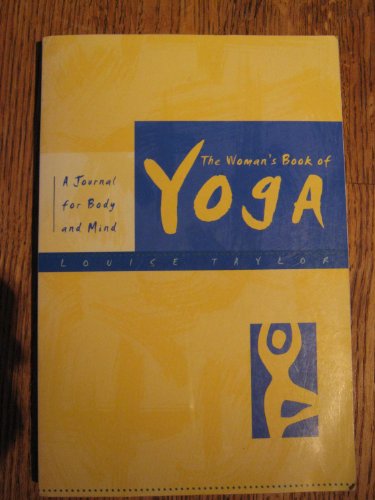 The Woman's Book of
YOGA
A Journal
for Body
and Mind
LOUISE TAYLOR